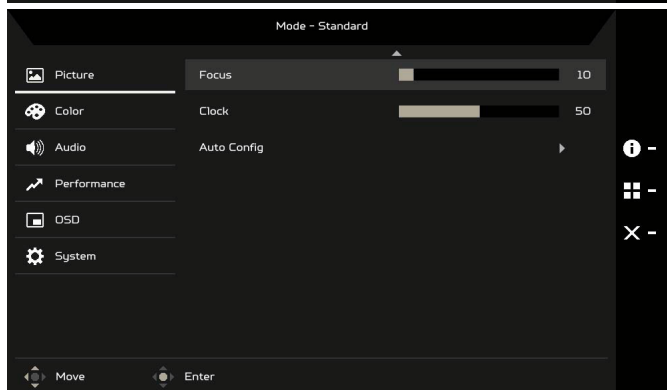 Mode - Standard
Picture
Focus 10
Color
Clock 50
Audio
Auto Config
Performance
OSD
System
Move Enter